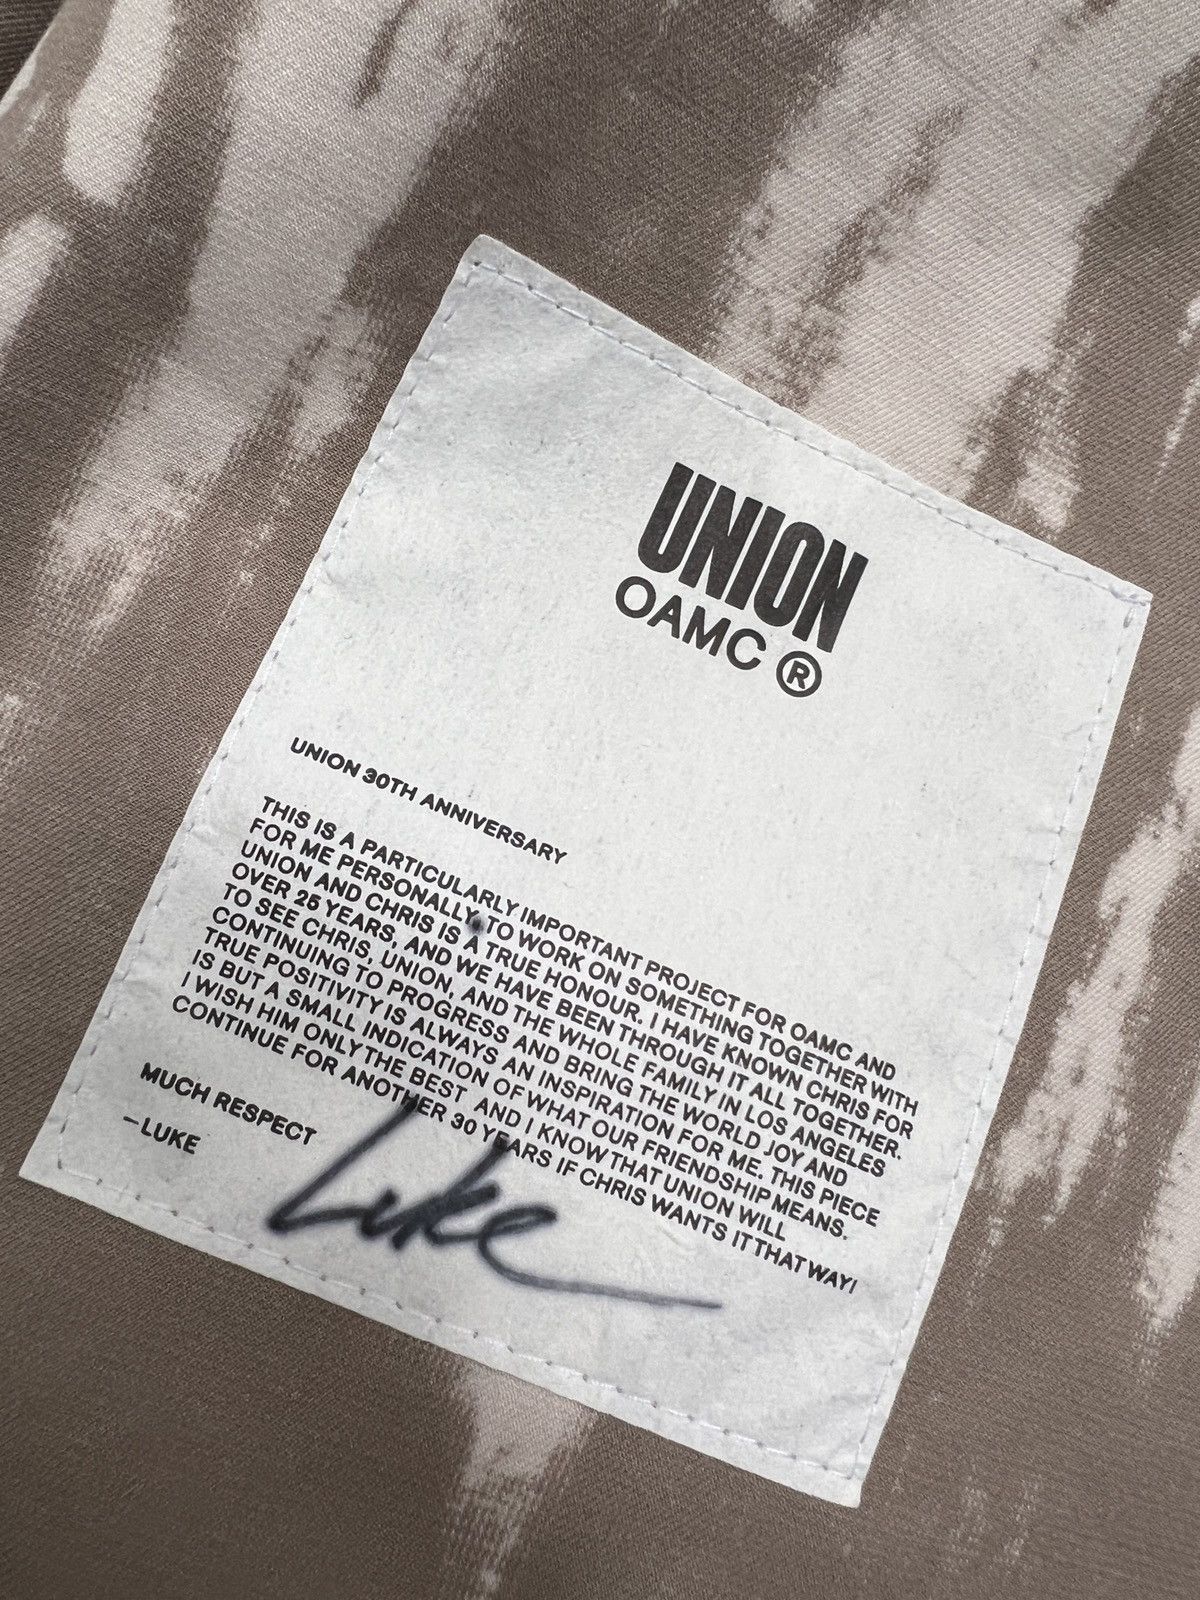 UNION
OAMC ®
UNION 30TH ANNIVERSARY
THIS IS A PARTICULARLY IMPORTANT PROJECT FOR OAMC AND
FOR ME PERSONALLY, TO WORK ON SOMETHING TOGETHER WITH
UNION AND CHRIS IS A TRUE HONOUR. I HAVE KNOWN CHRIS FOR
OVER 25 YEARS, AND WE HAVE BEEN THROUGH IT ALL TOGETHER.
TO SEE CHRIS, UNION, AND THE WHOLE FAMILY IN LOS ANGELES
CONTINUING TO PROGRESS AND BRING THE WORLD JOY AND
TRUE POSITIVITY IS ALWAYS AN INSPIRATION FOR ME. THIS PIECE
IS BUT A SMALL INDICATION OF WHAT OUR FRIENDSHIP MEANS.
I WISH HIM ONLY THE BEST AND I KNOW THAT UNION WILL
CONTINUE FOR ANOTHER 30 YEARS IF CHRIS WANTS IT THAT WAY!
MUCH RESPECT
–LUKE
Luke